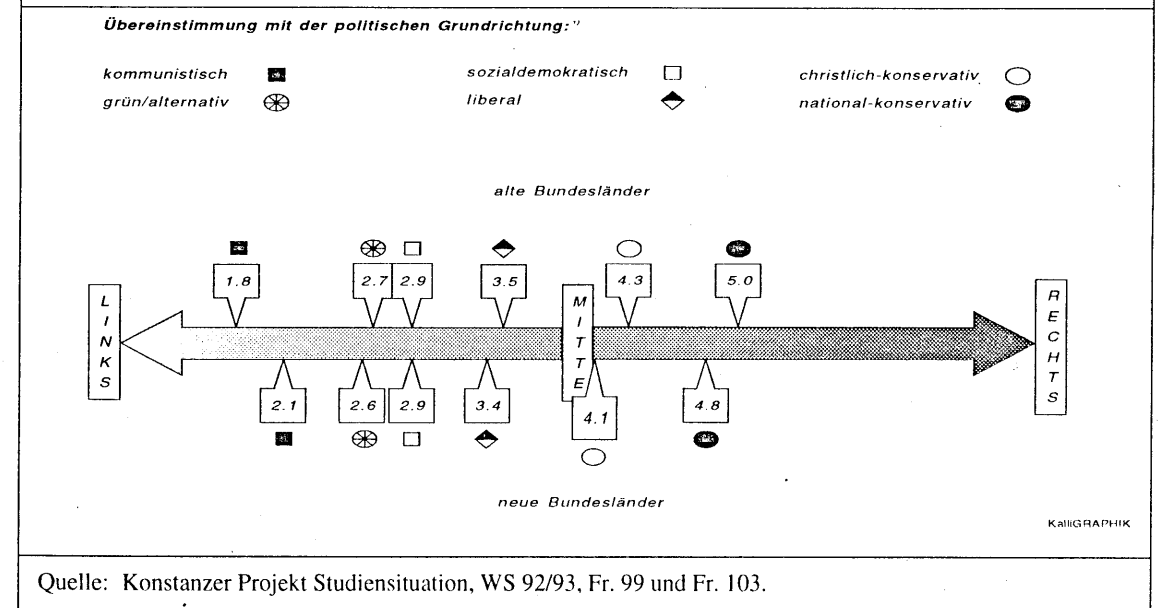 Übereinstimmung mit der politischen Grundrichtung:"
kommunistisch sozialdemokratisch christlich-konservativ
grün/alternativ liberal national-konservativ
alte Bundesländer
1.8 2.7 2.9 3.5 4.3 5.0
LINKS MITTE RECHTS
2.1 2.6 2.9 3.4 4.1 4.8
neue Bundesländer
KalliGRAPHIK
Quelle: Konstanzer Projekt Studiensituation, WS 92/93, Fr. 99 und Fr. 103.